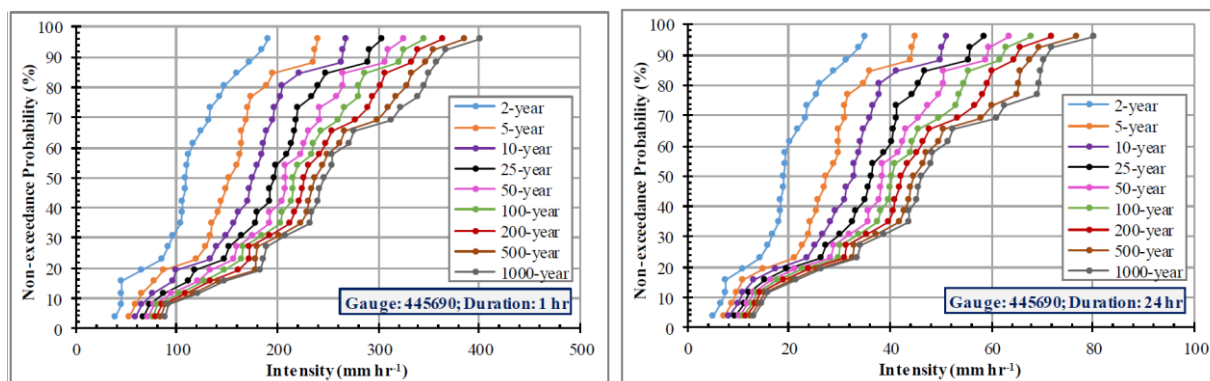 Non-exceedance Probability (%)
100
90
80
70
60
50
40
30
20
10
0
2-year
5-year
10-year
25-year
50-year
100-year
200-year
500-year
1000-year
Gauge: 445690; Duration: 1 hr
0 100 200 300 400 500
Intensity (mm hr⁻¹)
Non-exceedance Probability (%)
100
90
80
70
60
50
40
30
20
10
0
2-year
5-year
10-year
25-year
50-year
100-year
200-year
500-year
1000-year
Gauge: 445690; Duration: 24 hr
0 20 40 60 80 100
Intensity (mm hr⁻¹)